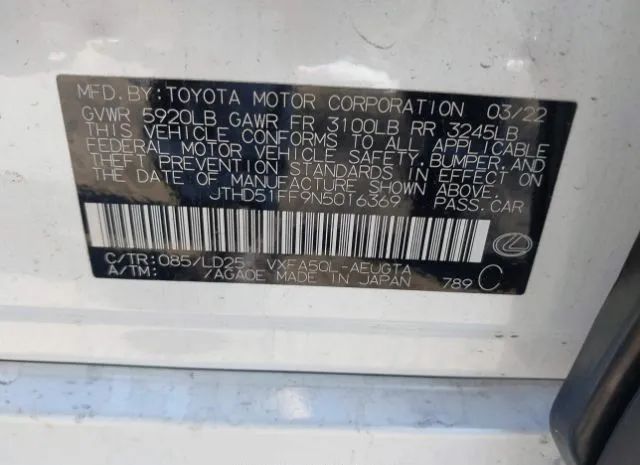 MFD. BY: TOYOTA MOTOR CORPORATION 03/22
GVWR 5920LB GAWR FR 3100LB RR 3245LB
THIS VEHICLE CONFORMS TO ALL APPLICABLE
FEDERAL MOTOR VEHICLE SAFETY, BUMPER, AND
THEFT PREVENTION STANDARDS IN EFFECT ON
THE DATE OF MANUFACTURE SHOWN ABOVE.
JTHD51FF9N5016369 PASS.CAR
C/TR: 085/LD25 VXFA50L-AEUGTA
A/TM: /AGA0E MADE IN JAPAN 789 C